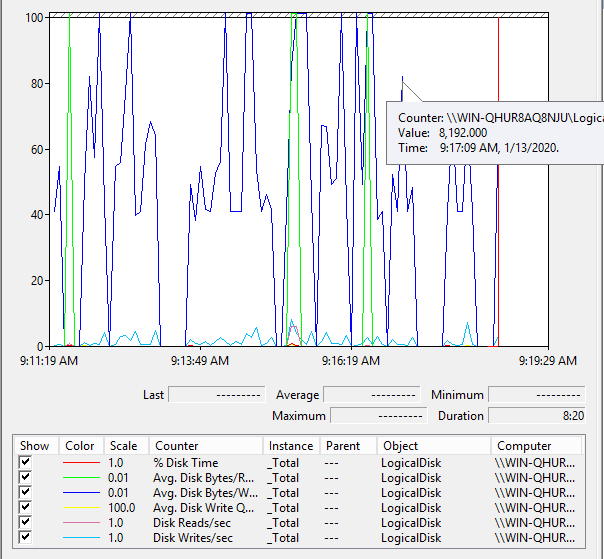 100
80
60
40
20
0
Counter: \\WIN-QHUR8AQ8NJU\Logica
Value: 8,192.000
Time: 9:17:09 AM, 1/13/2020.
9:11:19 AM 9:13:49 AM 9:16:19 AM 9:19:29 AM
Last --------- Average --------- Minimum ---------
Maximum --------- Duration 8:20
Show Color Scale Counter Instance Parent Object Computer
1.0 % Disk Time _Total --- LogicalDisk \\WIN-QHUR...
0.01 Avg. Disk Bytes/R... _Total --- LogicalDisk \\WIN-QHUR...
0.01 Avg. Disk Bytes/W... _Total --- LogicalDisk \\WIN-QHUR...
100.0 Avg. Disk Write Q... _Total --- LogicalDisk \\WIN-QHUR...
1.0 Disk Reads/sec _Total --- LogicalDisk \\WIN-QHUR...
1.0 Disk Writes/sec _Total --- LogicalDisk \\WIN-QHUR...